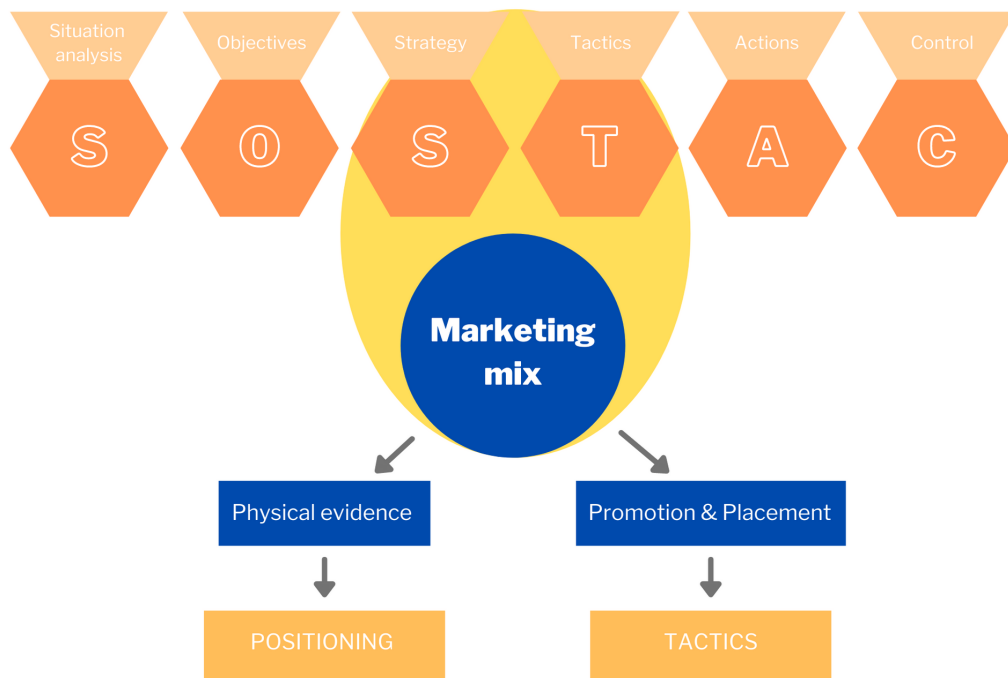 Situation
analysis
Objectives
Strategy
Tactics
Actions
Control
S
O
S
T
A
C
Marketing
mix
Physical evidence
Promotion & Placement
POSITIONING
TACTICS